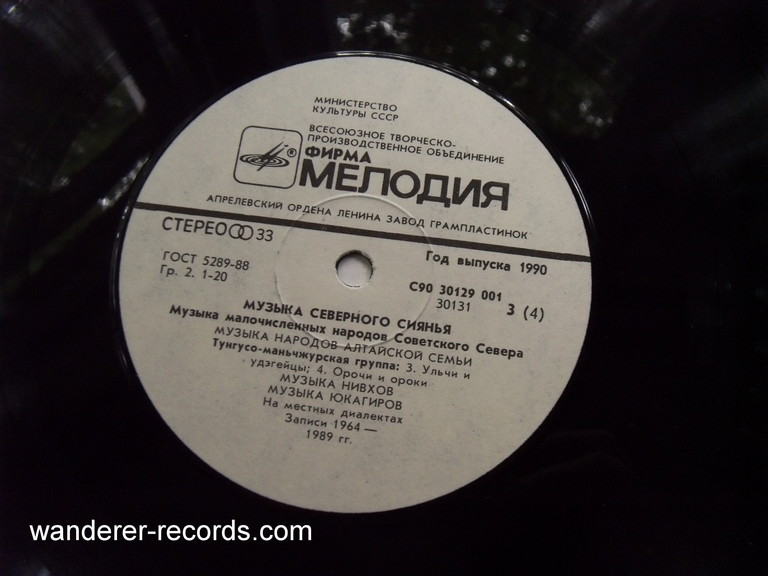 МИНИСТЕРСТВО
КУЛЬТУРЫ СССР
ВСЕСОЮЗНОЕ ТВОРЧЕСКО-
ПРОИЗВОДСТВЕННОЕ ОБЪЕДИНЕНИЕ
®
ФИРМА
МЕЛОДИЯ
АПРЕЛЕВСКИЙ ОРДЕНА ЛЕНИНА ЗАВОД ГРАМПЛАСТИНОК
СТЕРЕО 33
Год выпуска 1990
ГОСТ 5289-88
Гр. 2. 1-20
С90 30129 001
30131
3 (4)
МУЗЫКА СЕВЕРНОГО СИЯНЬЯ
Музыка малочисленных народов Советского Севера
МУЗЫКА НАРОДОВ АЛТАЙСКОЙ СЕМЬИ
Тунгусо-маньчжурская группа: 3. Ульчи и
удэгейцы; 4. Орочи и ороки
МУЗЫКА НИВХОВ
МУЗЫКА ЮКАГИРОВ
На местных диалектах
Записи 1964 —
1989 гг.
wanderer-records.com